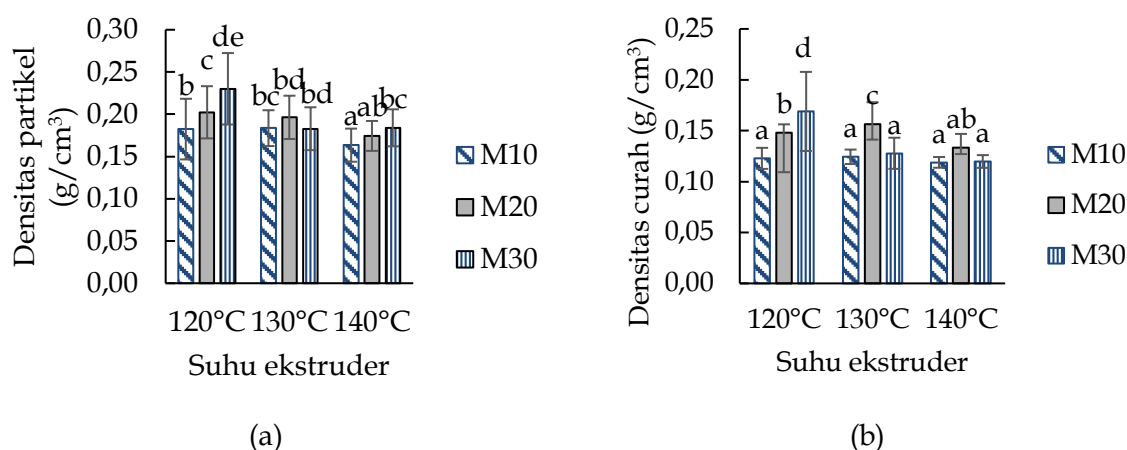 Densitas partikel
(g/cm³)
0,30
0,25
0,20
0,15
0,10
0,05
0,00
b c de
bc bd bd
a ab bc
M10
M20
M30
120°C 130°C 140°C
Suhu ekstruder
(a)
Densitas curah (g/cm³)
0,25
0,20
0,15
0,10
0,05
0,00
a b d
a c a
a ab a
M10
M20
M30
120°C 130°C 140°C
Suhu ekstruder
(b)